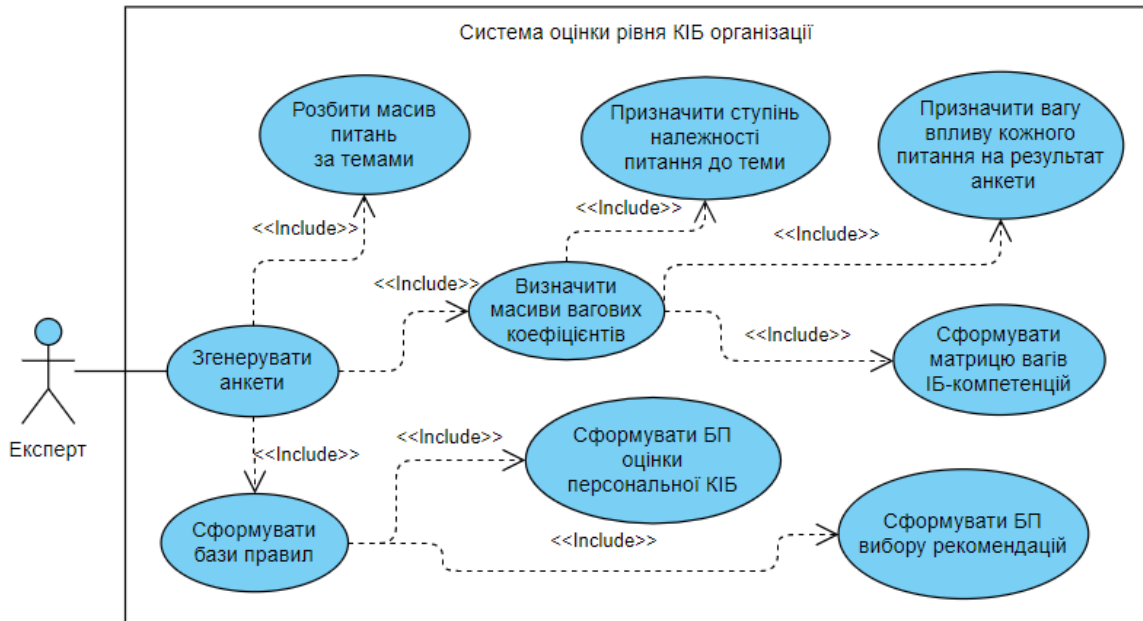 Система оцінки рівня КІБ організації
Розбити масив
питань
за темами
Призначити ступінь
належності
питання до теми
Призначити вагу
впливу кожного
питання на результат
анкети
<<Include>>
<<Include>>
<<Include>>
<<Include>>
Визначити
масиви вагових
коефіцієнтів
<<Include>>
Сформувати
матрицю вагів
ІБ-компетенцій
Згенерувати
анкети
Експерт
<<Include>>
<<Include>>
Сформувати БП
оцінки
персональної КІБ
Сформувати
бази правил
<<Include>>
Сформувати БП
вибору рекомендацій